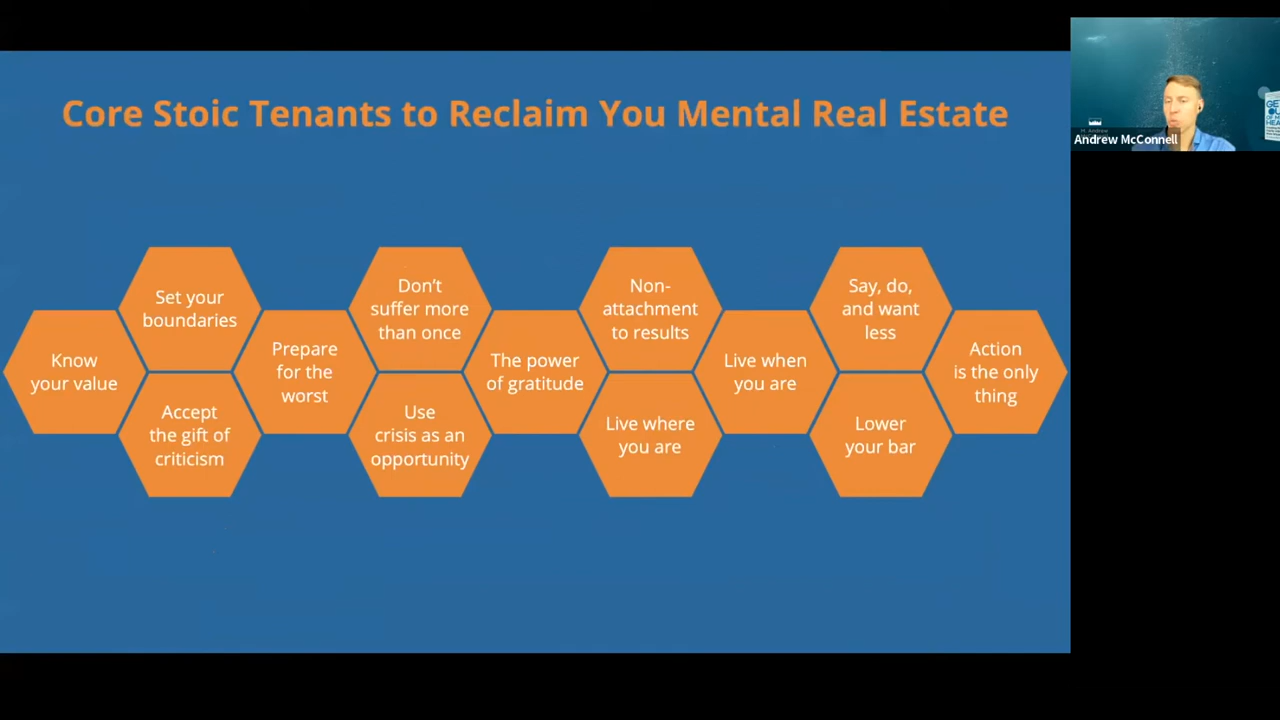 Core Stoic Tenants to Reclaim You Mental Real Estate
Know
your value
Set your
boundaries
Accept
the gift of
criticism
Prepare
for the
worst
Don't
suffer more
than once
Use
crisis as an
opportunity
The power
of gratitude
Non-
attachment
to results
Live where
you are
Live when
you are
Say, do,
and want
less
Lower
your bar
Action
is the only
thing
Andrew McConnell